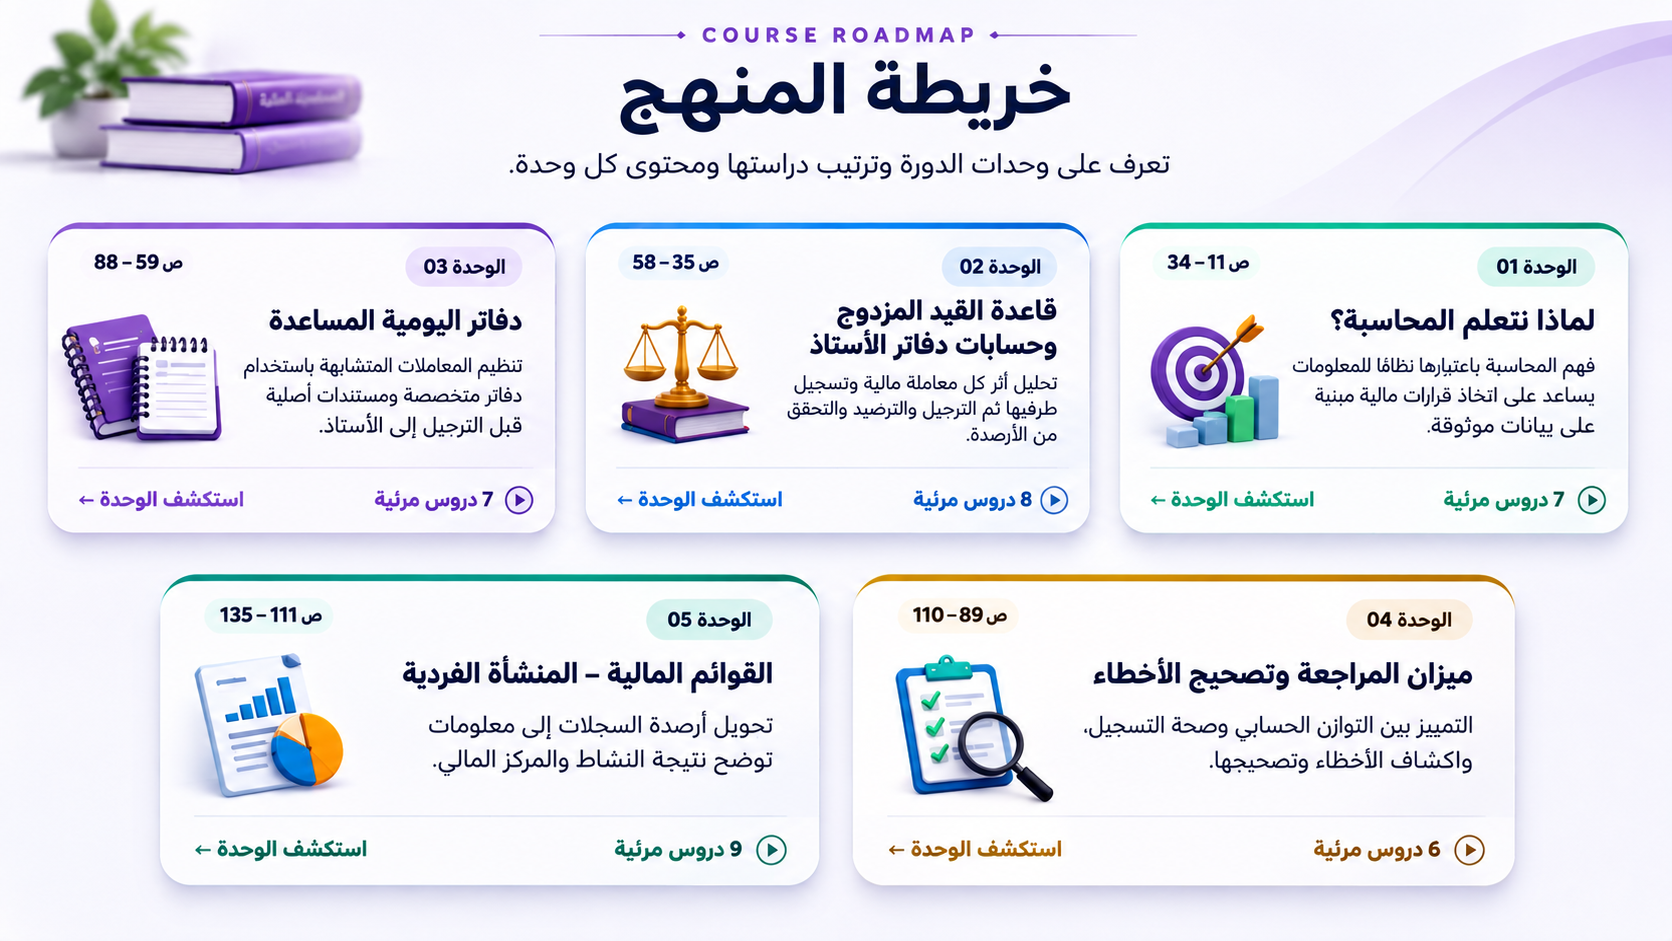 COURSE ROADMAP
خريطة المنهج
تعرف على وحدات الدورة وترتيب دراستها ومحتوى كل وحدة.
الوحدة 01
ص 11 – 34
لماذا نتعلم المحاسبة؟
فهم المحاسبة باعتبارها نظامًا للمعلومات
يساعد على اتخاذ قرارات مالية مبنية
على بيانات موثوقة.
7 دروس مرئية
استكشف الوحدة ←
الوحدة 02
ص 35 – 58
قاعدة القيد المزدوج
وحسابات دفاتر الأستاذ
تحليل أثر كل معاملة مالية وتسجيل
طرفيها ثم الترجيل والترضيد والتحقق
من الأرصدة.
8 دروس مرئية
استكشف الوحدة ←
الوحدة 03
ص 59 – 88
دفاتر اليومية المساعدة
تنظيم المعاملات المتشابهة باستخدام
دفاتر متخصصة ومستندات أصلية
قبل الترجيل إلى الأستاذ.
7 دروس مرئية
استكشف الوحدة ←
الوحدة 04
ص 89 – 110
ميزان المراجعة وتصحيح الأخطاء
التمييز بين التوازن الحسابي وصحة التسجيل،
واكشاف الأخظاء وتصحيجها.
6 دروس مرئية
استكشف الوحدة ←
الوحدة 05
ص 111 – 135
القوائم المالية – المنشأة الفردية
تحويل أرصدة السجلات إلى معلومات
توضح نتيجة النشاط والمركز المالي.
9 دروس مرئية
استكشف الوحدة ←